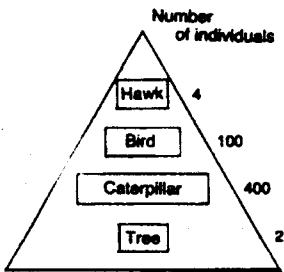 Number
of individuals
Hawk 4
Bird 100
Caterpillar 400
Tree 2